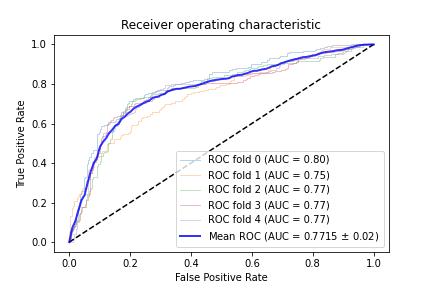 Receiver operating characteristic
True Positive Rate
1.0
0.8
0.6
0.4
0.2
0.0
ROC fold 0 (AUC = 0.80)
ROC fold 1 (AUC = 0.75)
ROC fold 2 (AUC = 0.77)
ROC fold 3 (AUC = 0.77)
ROC fold 4 (AUC = 0.77)
Mean ROC (AUC = 0.7715 ± 0.02)
0.0 0.2 0.4 0.6 0.8 1.0
False Positive Rate